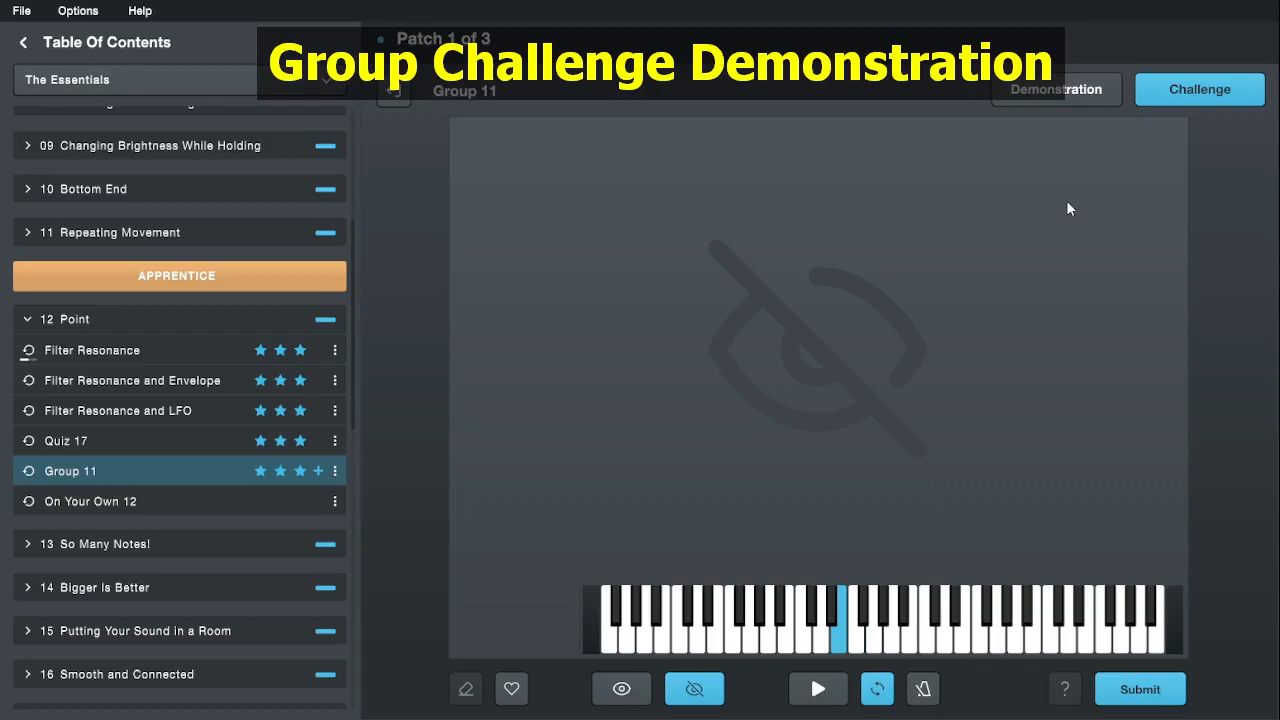 File Options Help
Table Of Contents
Patch 1 of 3
Group Challenge Demonstration
The Essentials
Group 11
Demonstration
Challenge
09 Changing Brightness While Holding
10 Bottom End
11 Repeating Movement
APPRENTICE
12 Point
Filter Resonance
Filter Resonance and Envelope
Filter Resonance and LFO
Quiz 17
Group 11
On Your Own 12
13 So Many Notes!
14 Bigger Is Better
15 Putting Your Sound in a Room
16 Smooth and Connected
?
Submit